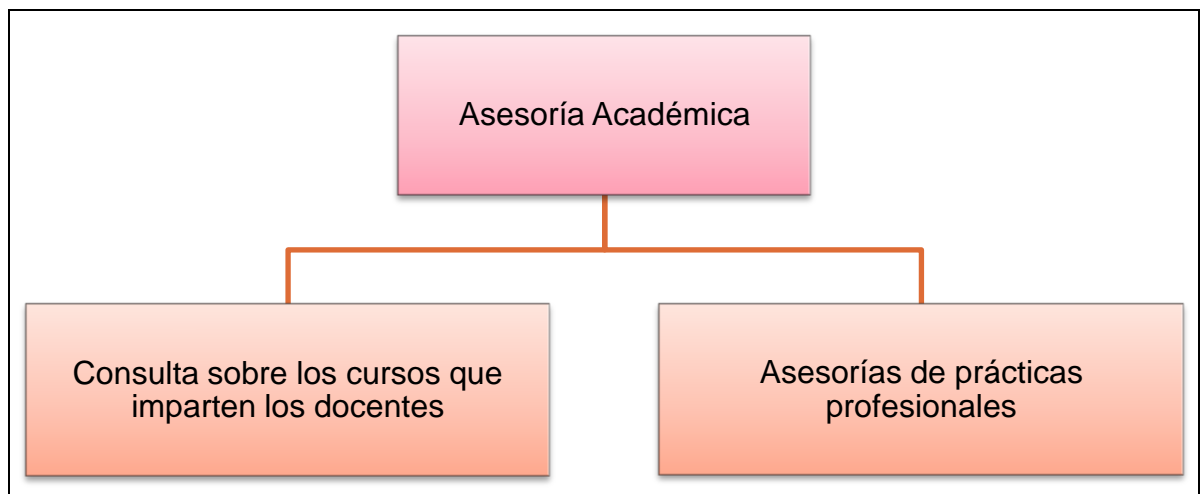 Asesoría Académica
Consulta sobre los cursos que
imparten los docentes
Asesorías de prácticas
profesionales